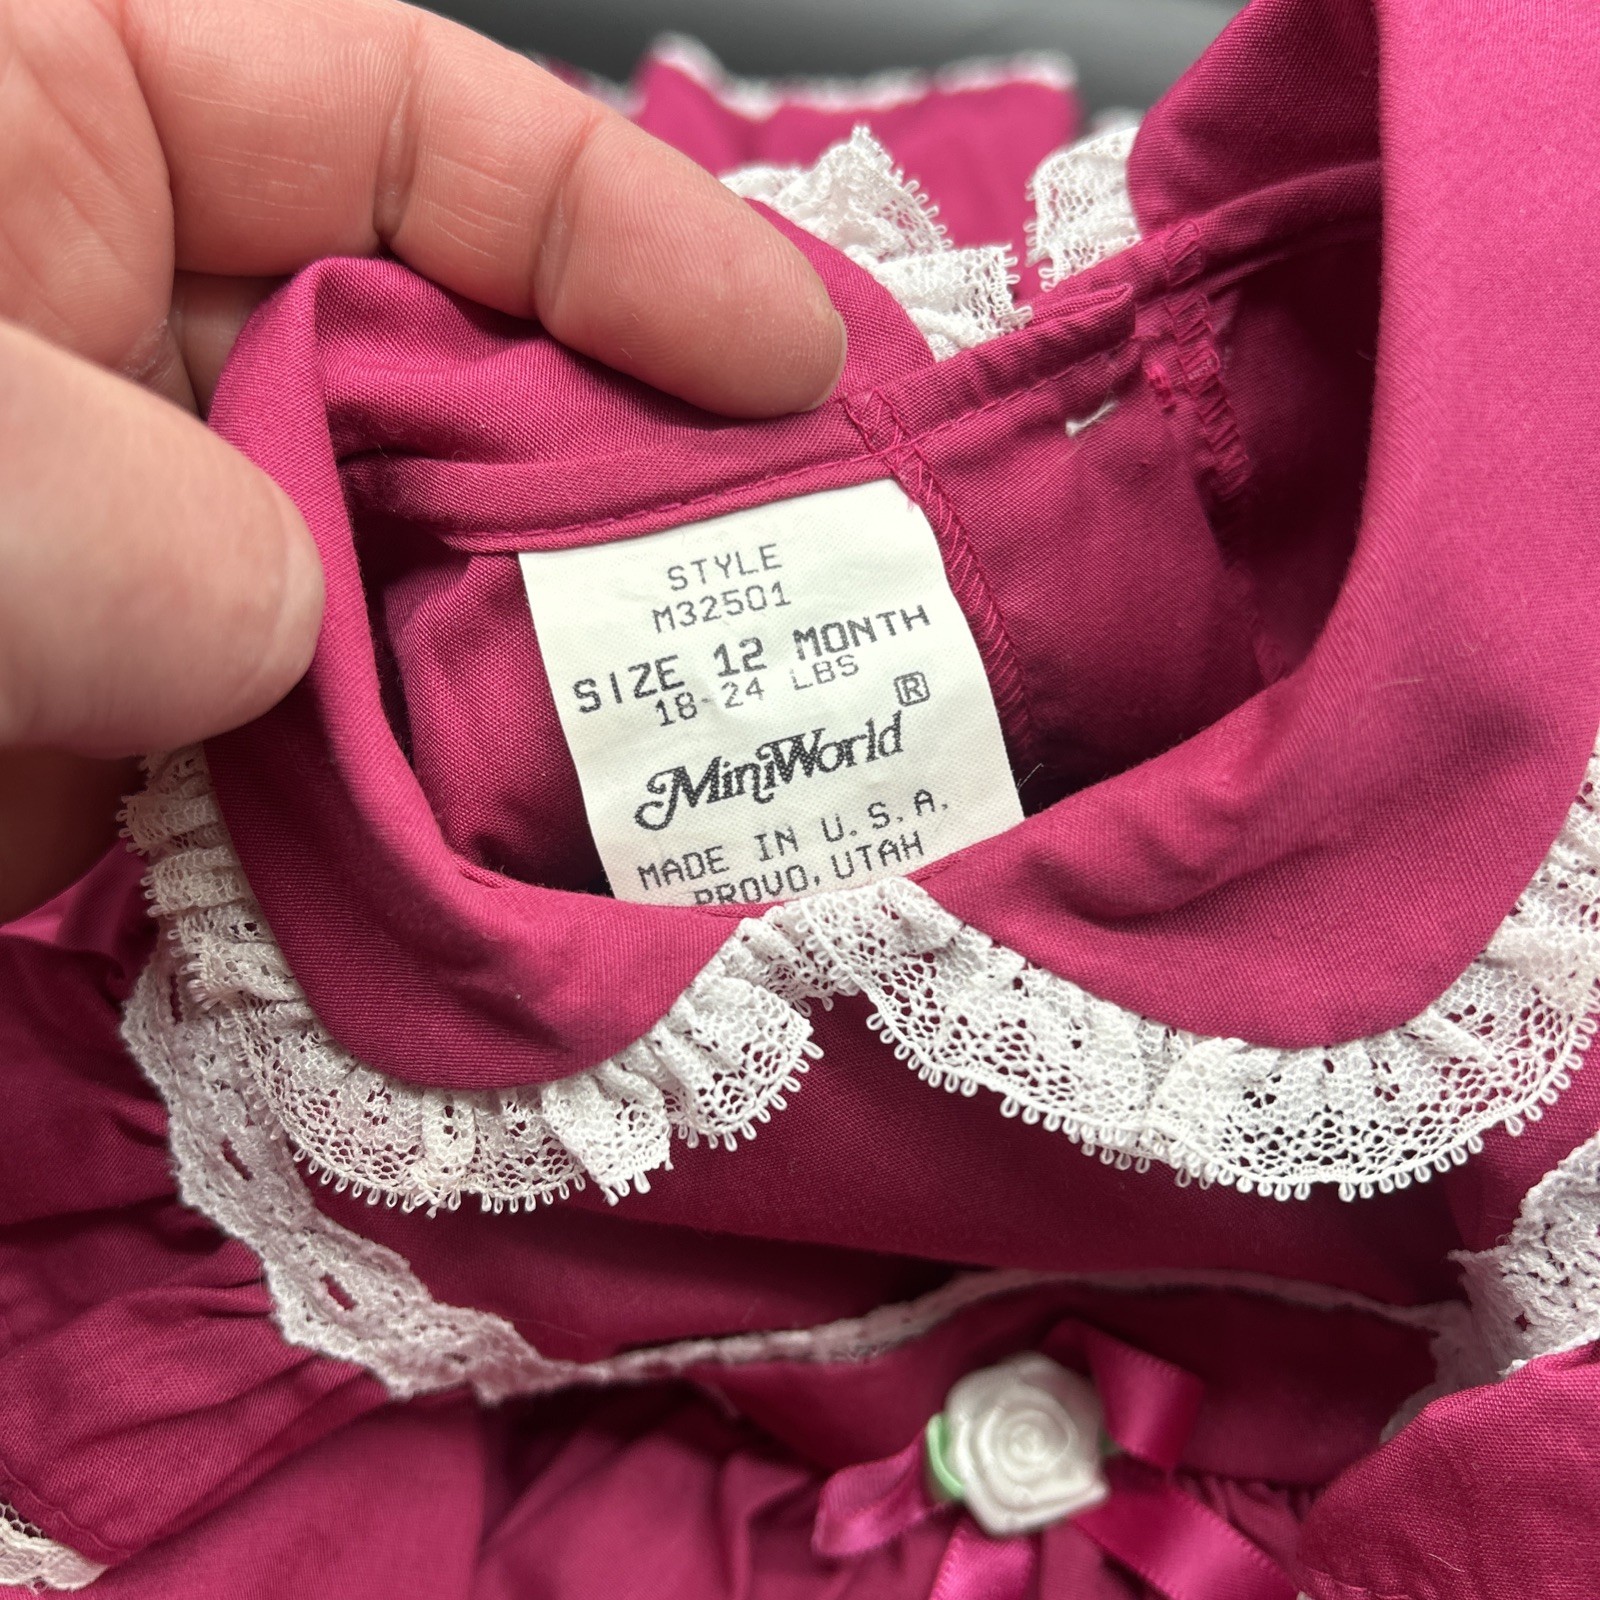 STYLE
M32501
SIZE 12 MONTH
18-24 LBS
MiniWorld®
MADE IN U.S.A.
PROVO, UTAH